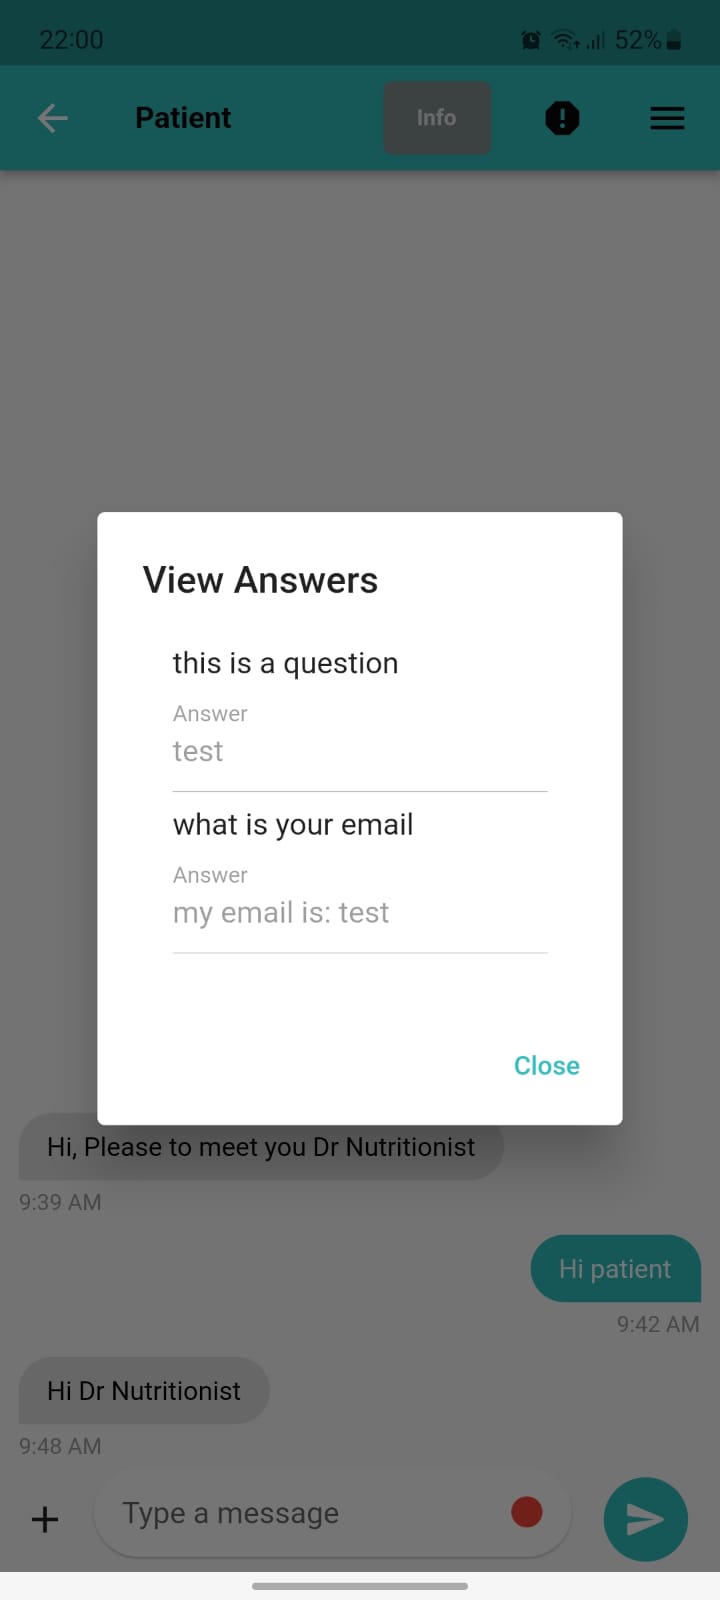 22:00
52%
Patient
Info
View Answers
this is a question
Answer
test
what is your email
Answer
my email is: test
Close
Hi, Please to meet you Dr Nutritionist
9:39 AM
Hi patient
9:42 AM
Hi Dr Nutritionist
9:48 AM
Type a message